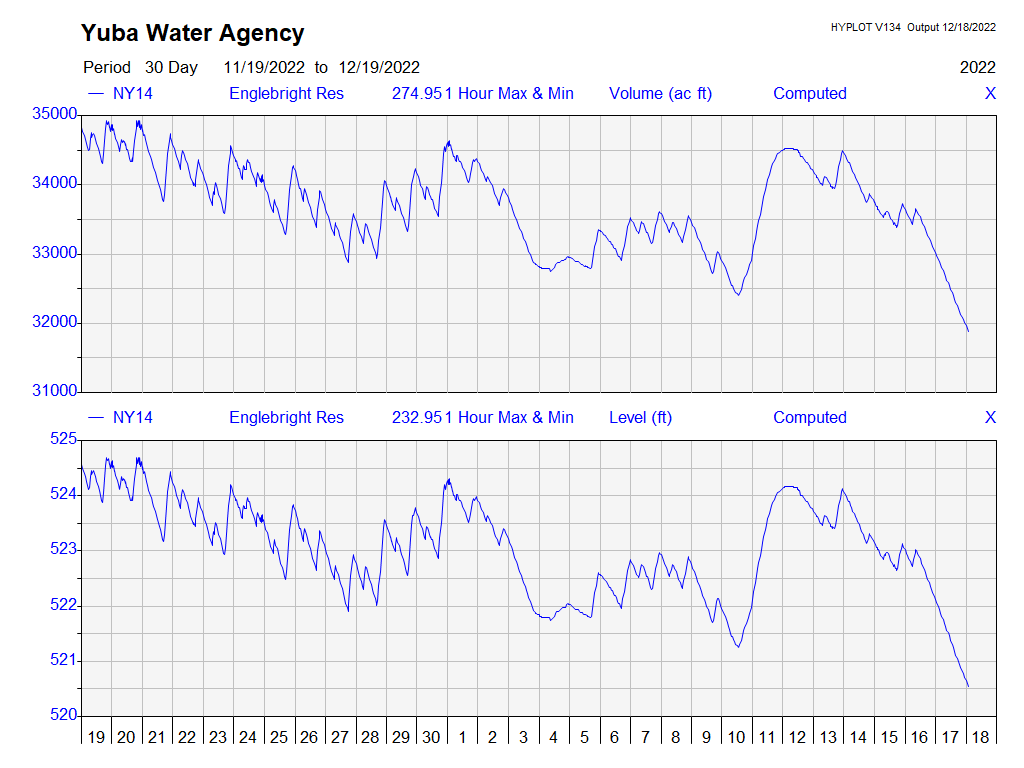 Yuba Water Agency
HYPLOT V134 Output 12/18/2022
Period 30 Day 11/19/2022 to 12/19/2022 2022
NY14 Englebright Res 274.951 Hour Max & Min Volume (ac ft) Computed X
35000
34000
33000
32000
31000
NY14 Englebright Res 232.951 Hour Max & Min Level (ft) Computed X
525
524
523
522
521
520
19 20 21 22 23 24 25 26 27 28 29 30 1 2 3 4 5 6 7 8 9 10 11 12 13 14 15 16 17 18